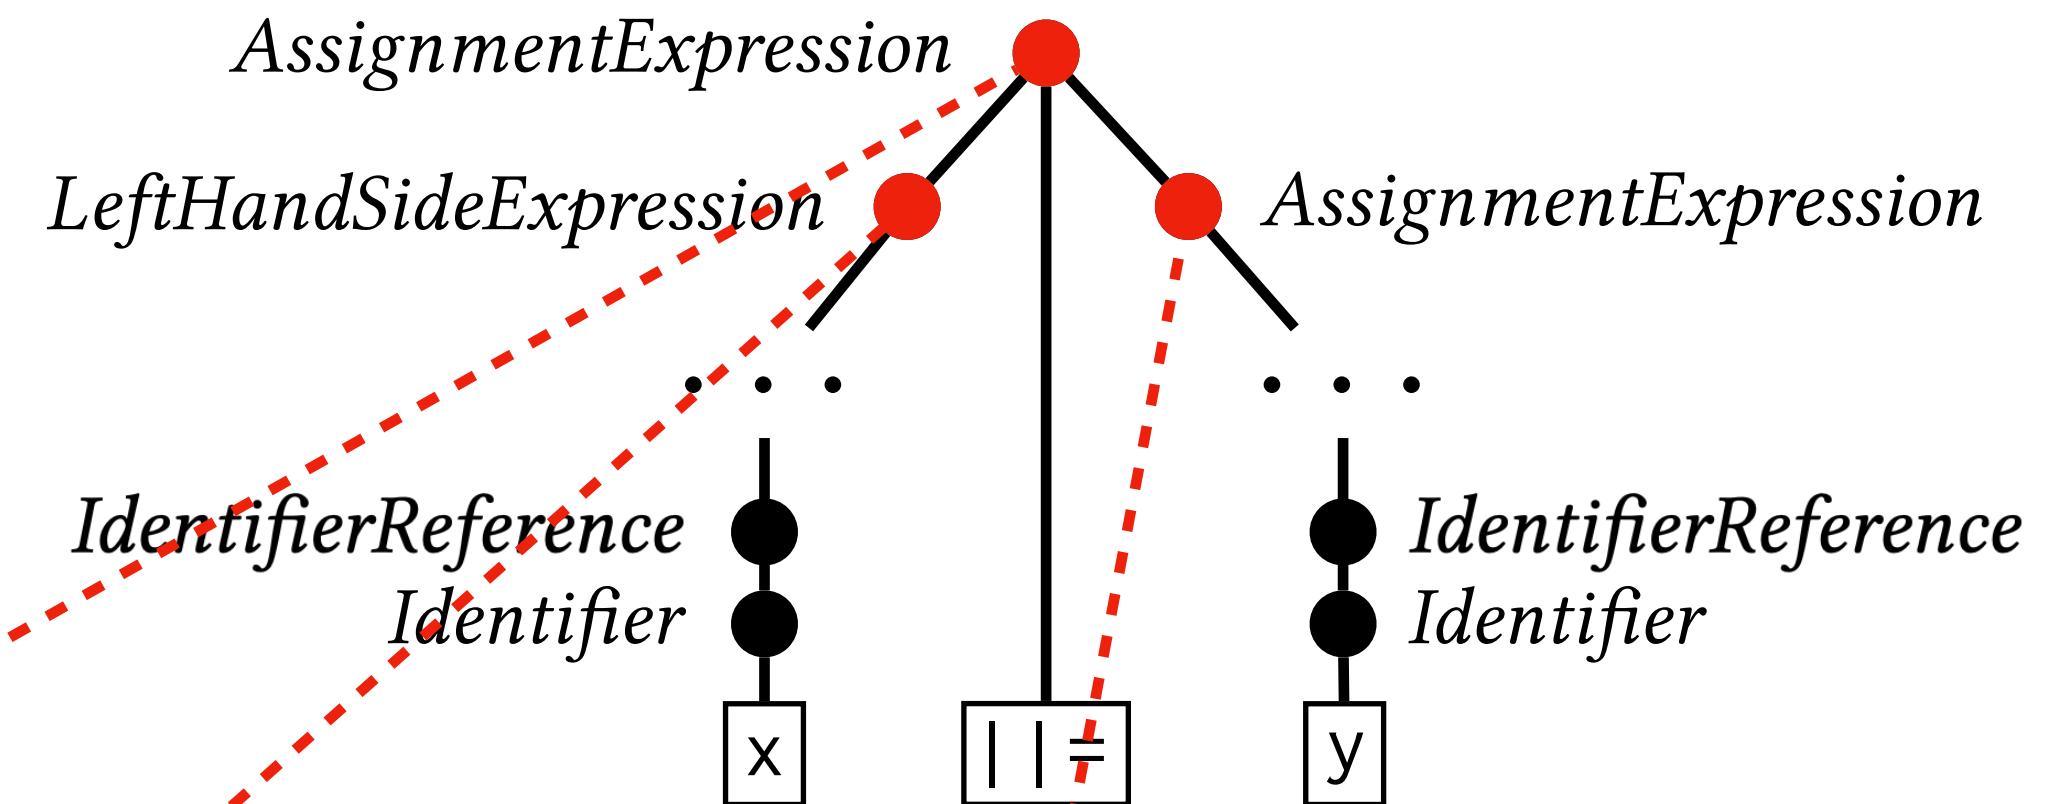 AssignmentExpression
LeftHandSideExpression AssignmentExpression
. . . . . .
IdentifierReference IdentifierReference
Identifier Identifier
x ||= y